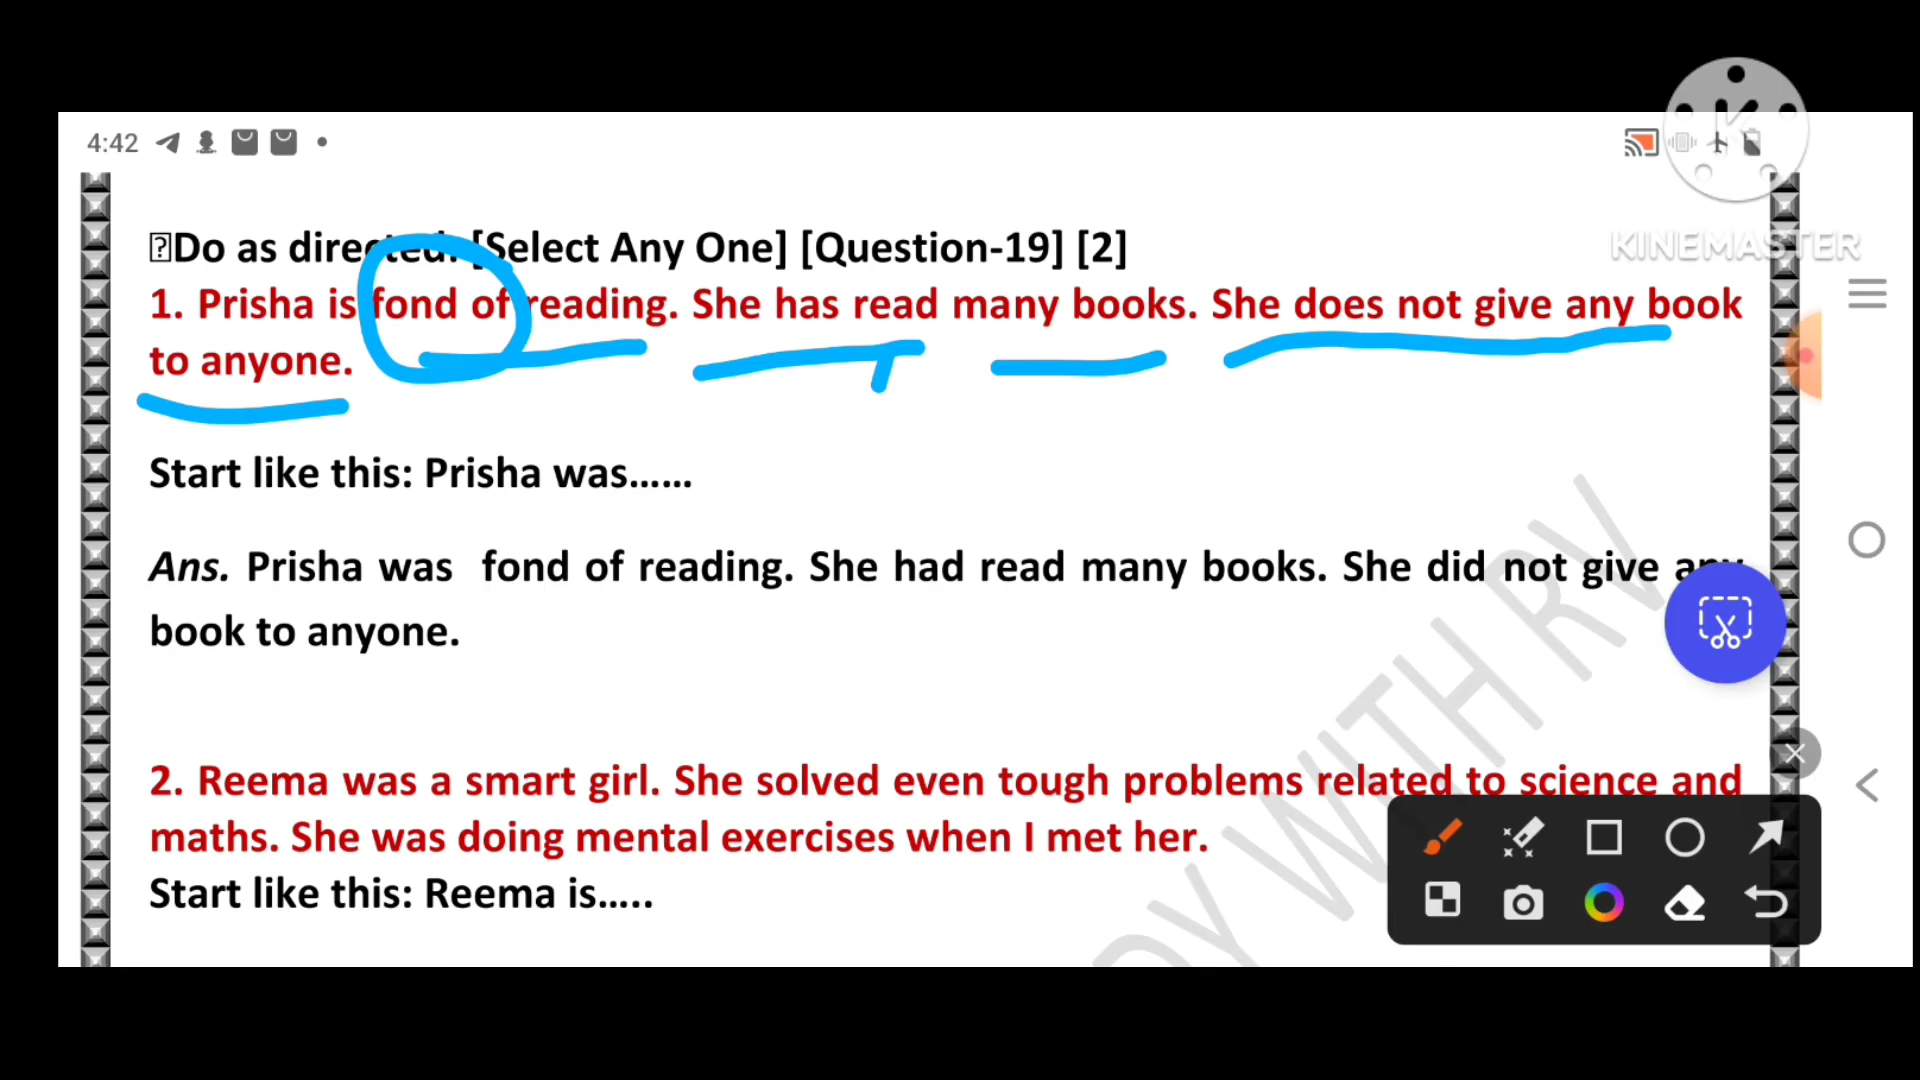 4:42
KINEMASTER
Do as directed: [Select Any One] [Question-19] [2]
1. Prisha is fond of reading. She has read many books. She does not give any book
to anyone.
Start like this: Prisha was......
Ans. Prisha was fond of reading. She had read many books. She did not give any
book to anyone.
2. Reema was a smart girl. She solved even tough problems related to science and
maths. She was doing mental exercises when I met her.
Start like this: Reema is.....
WITH RV